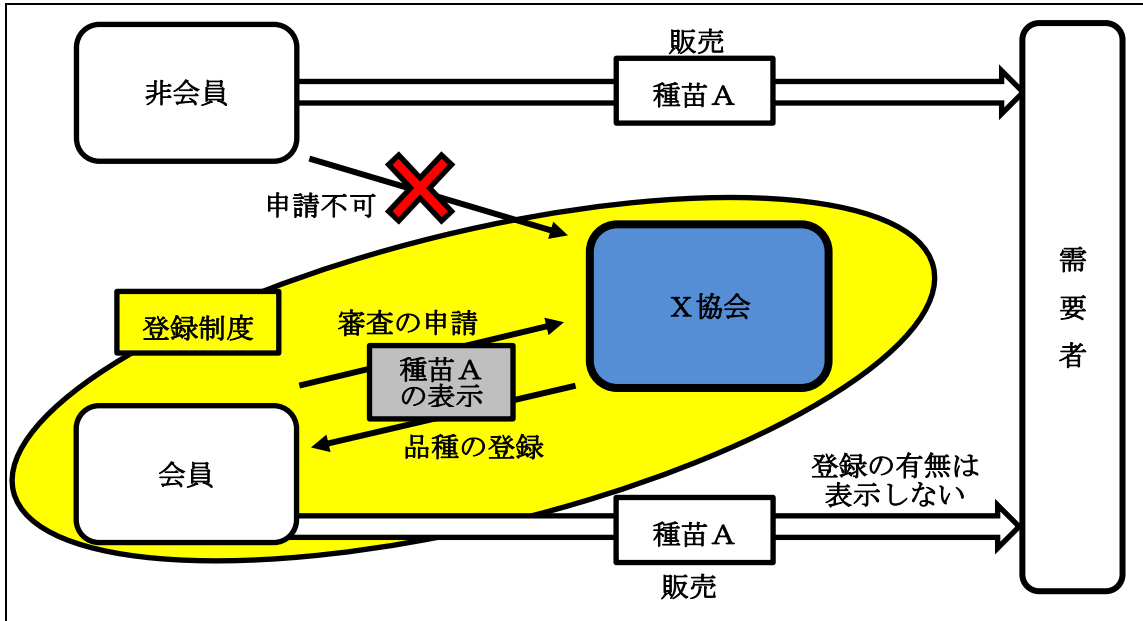 販売
非会員
種苗Ａ
申請不可
Ｘ協会
需
要
者
登録制度
審査の申請
種苗Ａ
の表示
品種の登録
会員
登録の有無は
表示しない
種苗Ａ
販売